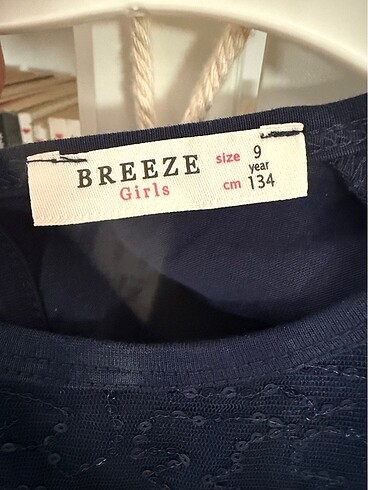 BREEZE
Girls
size 9
year
cm 134